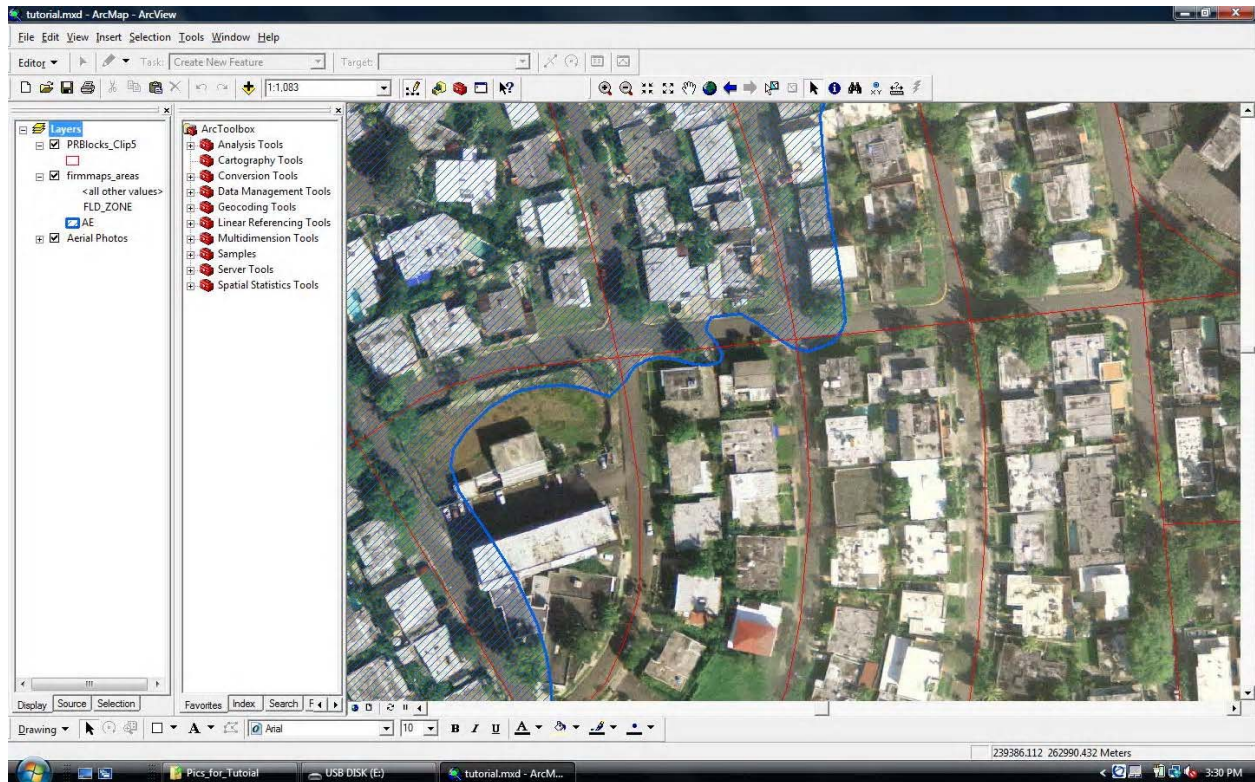 tutorial.mxd - ArcMap - ArcView
File Edit View Insert Selection Tools Window Help
Editor Task: Create New Feature Target:
1:1,083
Layers
PRBlocks_Clip5
firmmaps_areas
<all other values>
FLD_ZONE
AE
Aerial Photos
Display Source Selection
ArcToolbox
Analysis Tools
Cartography Tools
Conversion Tools
Data Management Tools
Geocoding Tools
Linear Referencing Tools
Multidimension Tools
Samples
Server Tools
Spatial Statistics Tools
Favorites Index Search F
Drawing A Arial 10 B I U A
239386.112 262990.432 Meters
Pics_for_Tutoial USB DISK (E:) tutorial.mxd - ArcM... 3:30 PM